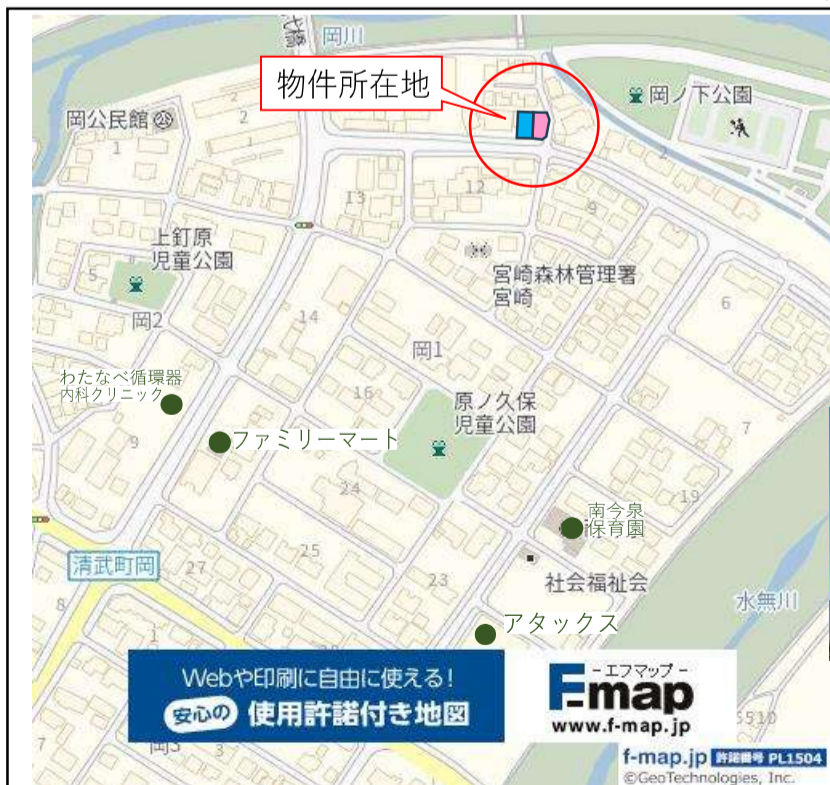 岡川
物件所在地
岡ノ下公園
岡公民館
2
2
1
1
2
13
12
9
上釘原
児童公園
宮崎森林管理署
宮崎
5
6
岡2
14
岡1
わたなべ循環器
内科クリニック
16
原ノ久保
児童公園
7
9
ファミリーマート
24
19
南今泉
保育園
25
清武町岡
27
23
社会福祉会
水無川
8
アタックス
1
Webや印刷に自由に使える!
安心の 使用許諾付き地図
-エフマップ-
F-map
www.f-map.jp
5510
7
岡3
f-map.jp 許諾番号 PL1504
©GeoTechnologies, Inc.